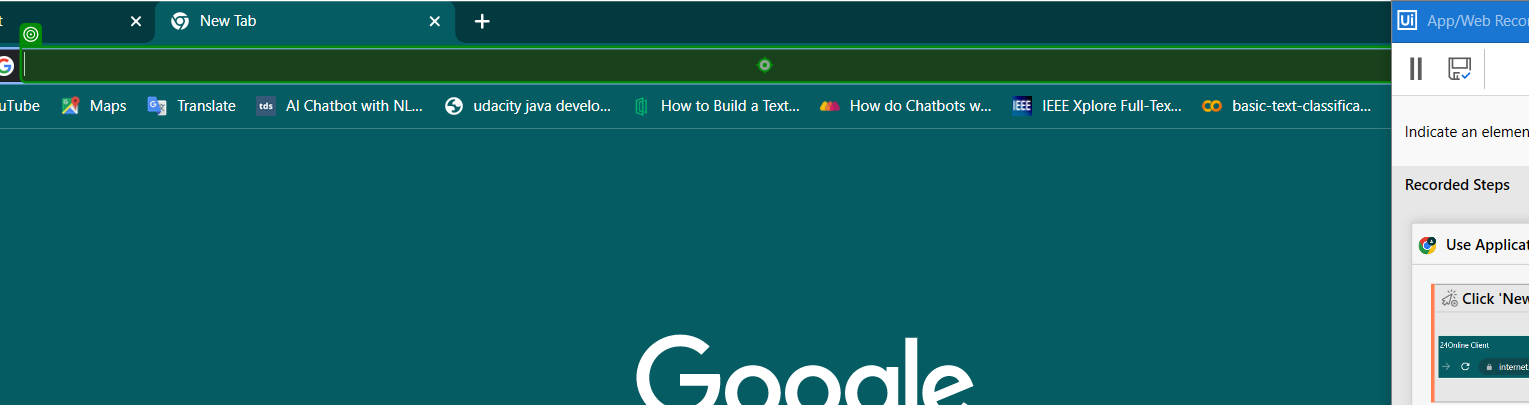 t
New Tab
Ui App/Web Recor
uTube
Maps
Translate
tds AI Chatbot with NL...
udacity java develo...
How to Build a Text...
How do Chatbots w...
IEEE IEEE Xplore Full-Tex...
basic-text-classifica...
Indicate an elemen
Recorded Steps
Use Applicat
Click 'New
24Online Client
internet.
Google